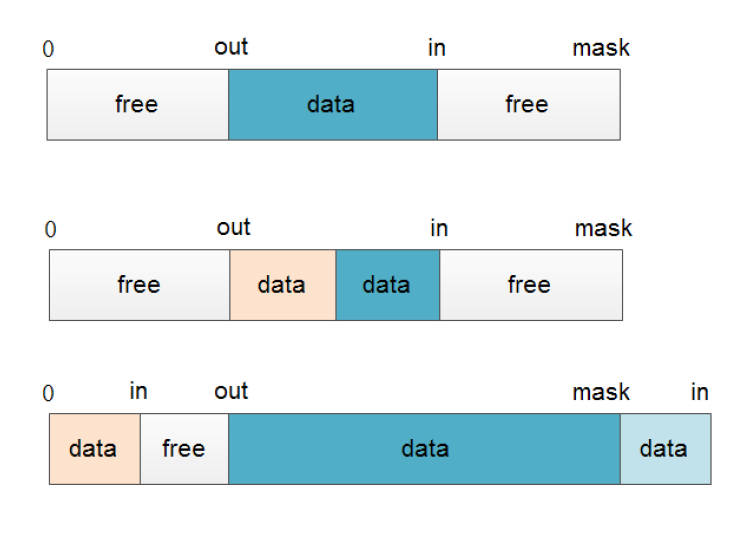 0 out in mask
free data free
0 out in mask
free data data free
0 in out mask in
data free data data